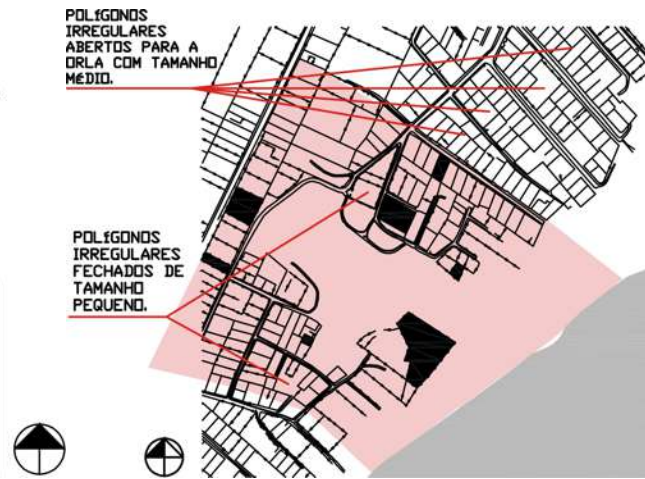 POLÍGONOS
IRREGULARES
ABERTOS PARA A
ORLA COM TAMANHO
MÉDIO.
POLÍGONOS
IRREGULARES
FECHADOS DE
TAMANHO
PEQUENO.